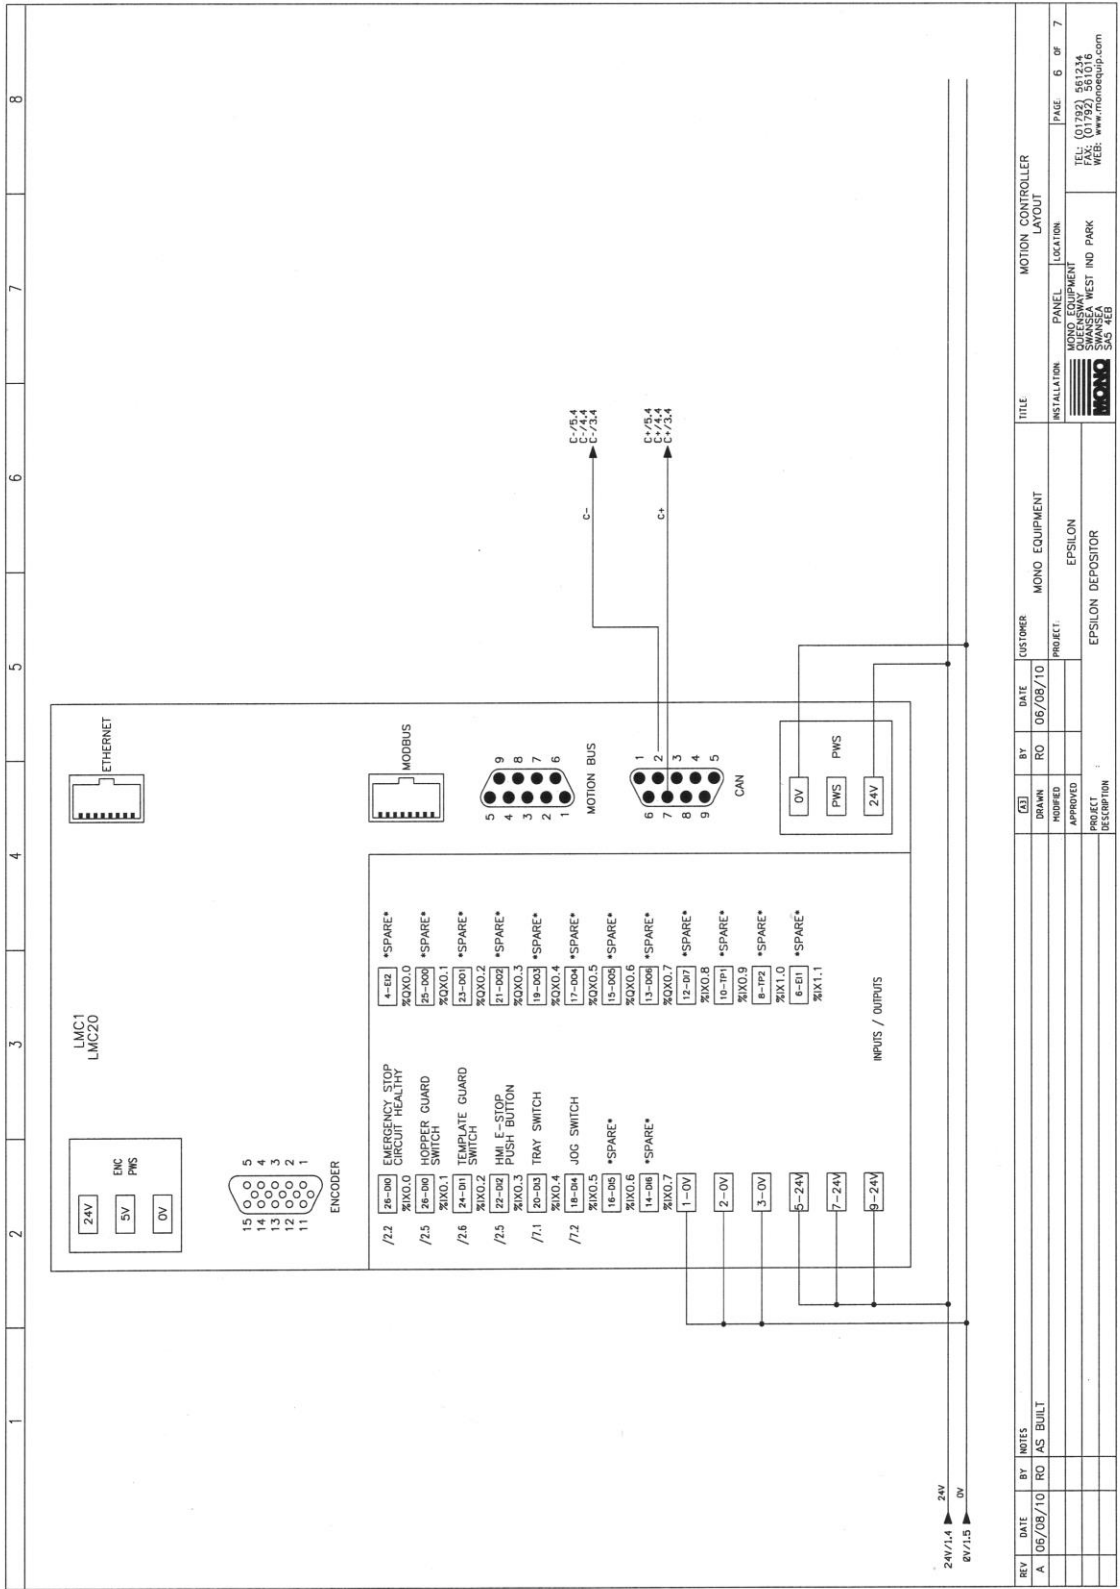 1 2 3 4 5 6 7 8
LMC1
LMC20
24V
5V
0V
ENC
PWS
15
14
13
12
11
5
4
3
2
1
ENCODER
ETHERNET
MODBUS
5
4
3
2
1
9
8
7
6
MOTION BUS
6
7
8
9
1
2
3
4
5
CAN
0V
PWS
24V
PWS
/2.2 26-DI0 EMERGENCY STOP
CIRCUIT HEALTHY
%IX0.0
/2.5 26-DI0 HOPPER GUARD
SWITCH
%IX0.1
/2.6 24-DI1 TEMPLATE GUARD
SWITCH
%IX0.2
/2.5 22-DI2 HMI E-STOP
PUSH BUTTON
%IX0.3
/7.1 20-DI3 TRAY SWITCH
%IX0.4
/7.2 18-DI4 JOG SWITCH
%IX0.5
16-DI5 *SPARE*
%IX0.6
14-DI6 *SPARE*
%IX0.7
1-0V
2-0V
3-0V
5-24V
7-24V
9-24V
4-EI2 *SPARE*
%QX0.0
25-DO0 *SPARE*
%QX0.1
23-DO1 *SPARE*
%QX0.2
21-DO2 *SPARE*
%QX0.3
19-DO3 *SPARE*
%QX0.4
17-DO4 *SPARE*
%QX0.5
15-DO5 *SPARE*
%QX0.6
13-DO6 *SPARE*
%QX0.7
12-DI7 *SPARE*
%IX0.8
10-TP1 *SPARE*
%IX0.9
8-TP2 *SPARE*
%IX1.0
6-EI1 *SPARE*
%IX1.1
INPUTS / OUTPUTS
C-
C-/5.4
C-/4.4
C-/3.4
C+
C+/5.4
C+/4.4
C+/3.4
24V/1.4 24V
0V/1.5 0V
REV DATE BY NOTES
A 06/08/10 RO AS BUILT
A3 BY DATE
DRAWN RO 06/08/10
MODIFIED
APPROVED
PROJECT
DESCRIPTION
EPSILON DEPOSITOR
CUSTOMER
MONO EQUIPMENT
PROJECT:
EPSILON
TITLE
MOTION CONTROLLER
LAYOUT
INSTALLATION: PANEL
LOCATION:
PAGE: 6 OF 7
MONO
MONO EQUIPMENT
QUEENSWAY
SWANSEA WEST IND PARK
SWANSEA
SA5 4EB
TEL: (01792) 561234
FAX: (01792) 561016
WEB: www.monoequip.com